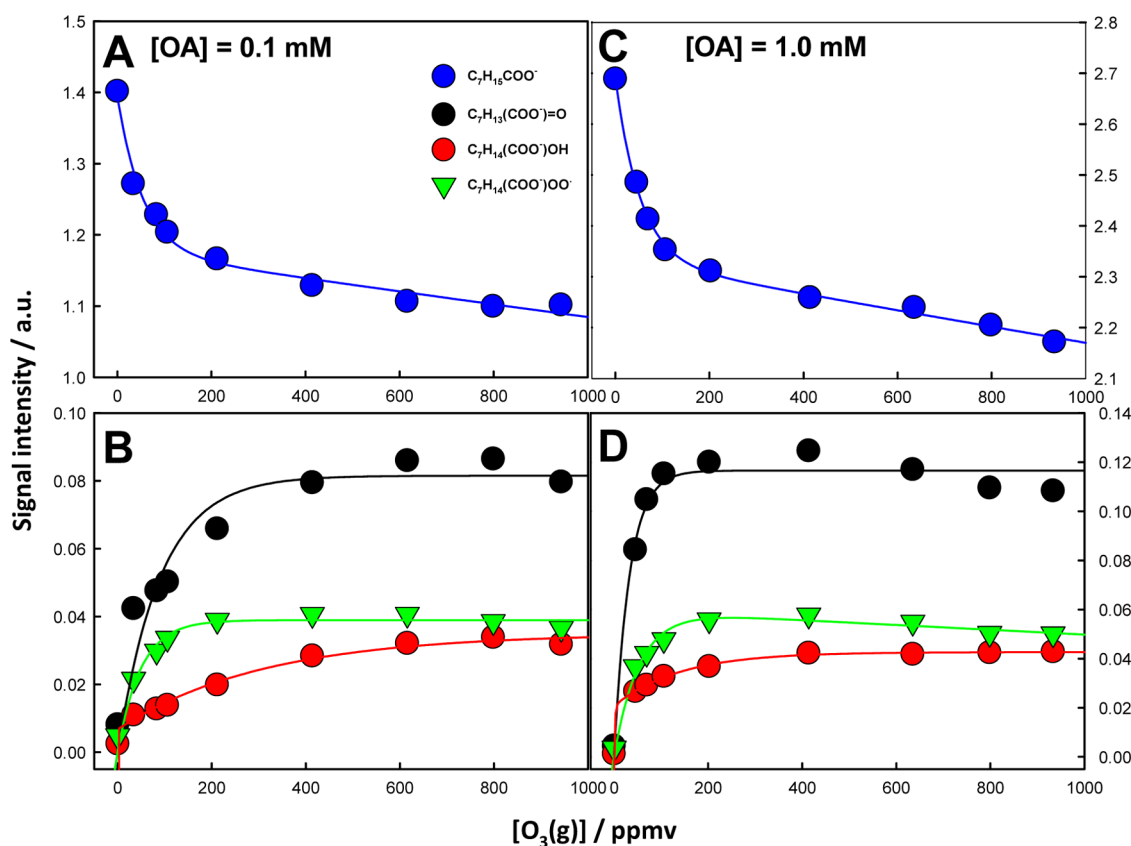 A [OA] = 0.1 mM
C [OA] = 1.0 mM
C₇H₁₅COO⁻
C₇H₁₃(COO⁻)=O
C₇H₁₄(COO⁻)OH
C₇H₁₄(COO⁻)OO·
1.5
1.4
1.3
1.2
1.1
1.0
0 200 400 600 800 1000
2.8
2.7
2.6
2.5
2.4
2.3
2.2
2.1
0 200 400 600 800 1000
Signal intensity / a.u.
B
0.10
0.08
0.06
0.04
0.02
0.00
0 200 400 600 800 1000
D
0.14
0.12
0.10
0.08
0.06
0.04
0.02
0.00
0 200 400 600 800 1000
[O₃(g)] / ppmv